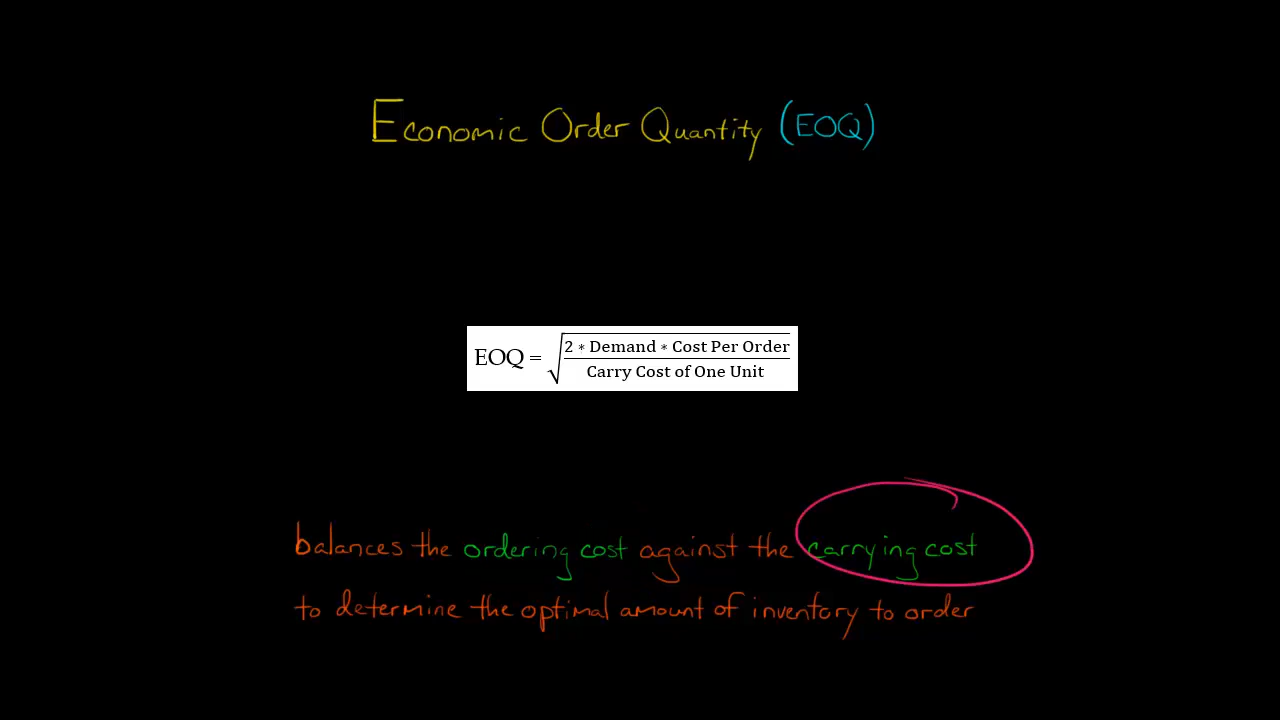 Economic Order Quantity (EOQ)
EOQ = √(2 * Demand * Cost Per Order / Carry Cost of One Unit)
balances the ordering cost against the carrying cost
to determine the optimal amount of inventory to order